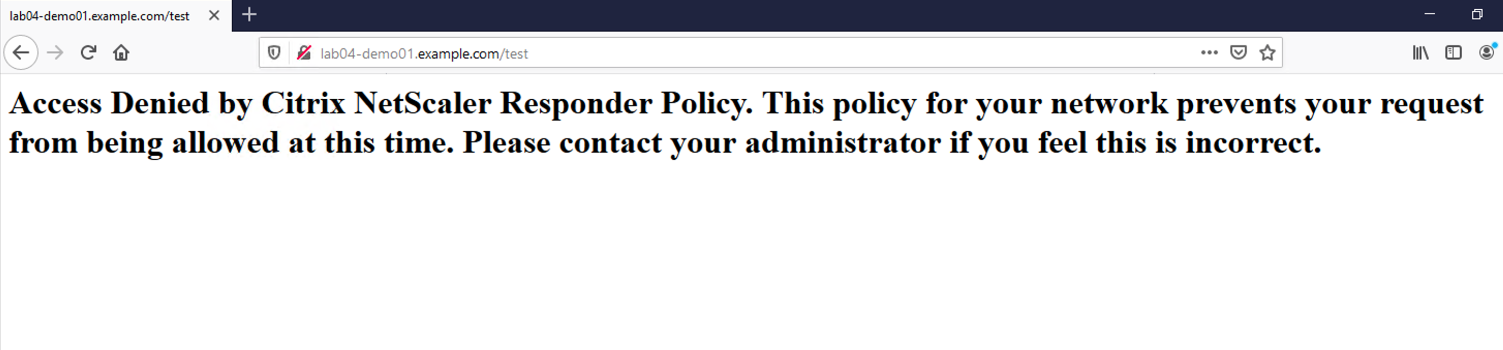 lab04-demo01.example.com/test
lab04-demo01.example.com/test
Access Denied by Citrix NetScaler Responder Policy. This policy for your network prevents your request
from being allowed at this time. Please contact your administrator if you feel this is incorrect.